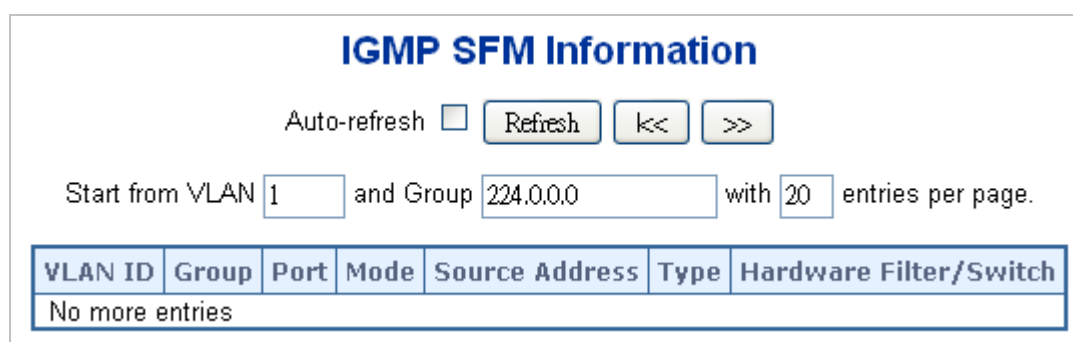 IGMP SFM Information
Auto-refresh Refresh |<< >>
Start from VLAN 1 and Group 224.0.0.0 with 20 entries per page.
VLAN ID Group Port Mode Source Address Type Hardware Filter/Switch
No more entries